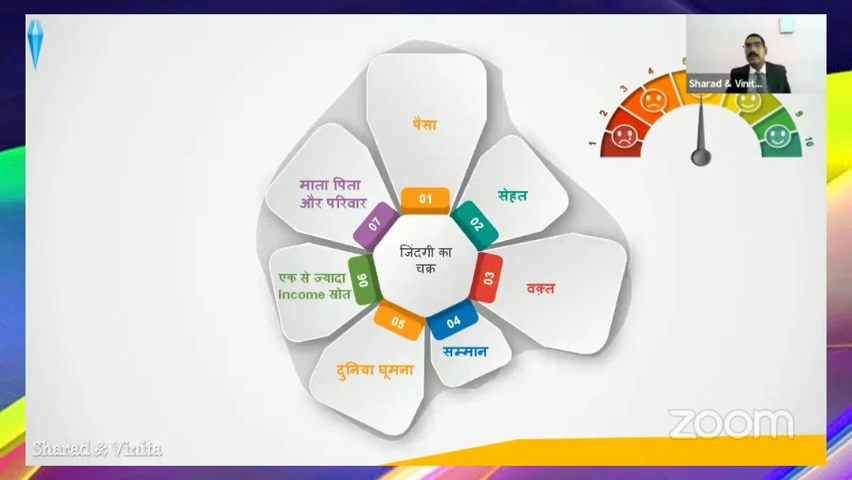 पैसा
01
सेहत
02
वक़्त
03
सम्मान
04
दुनिया घूमना
05
एक से ज्यादा
Income स्रोत
06
माता पिता
और परिवार
07
जिंदगी का
चक्र
1
2
3
4
5
9
10
Sharad & Vinit...
zoom
Sharad & Vinita